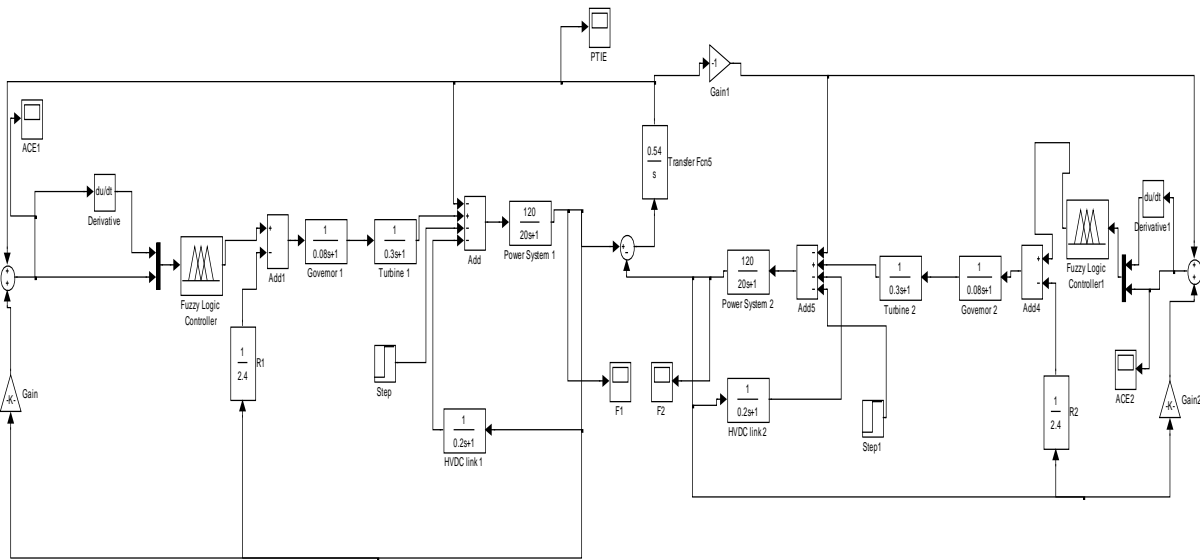 PTIE
-1
Gain1
ACE1
0.54
s
Transfer Fcn5
du/dt
Derivative
du/dt
Derivative1
120
20s+1
Power System 1
1
0.08s+1
Governor 1
1
0.3s+1
Turbine 1
Add
Add1
Fuzzy Logic
Controller
Fuzzy Logic
Controller1
120
20s+1
Power System 2
1
0.3s+1
Turbine 2
1
0.08s+1
Governor 2
Add5
Add4
1
2.4
R1
Step
-K-
Gain
F1
F2
1
0.2s+1
HVDC link 1
1
0.2s+1
HVDC link 2
Step1
1
2.4
R2
ACE2
-K-
Gain2